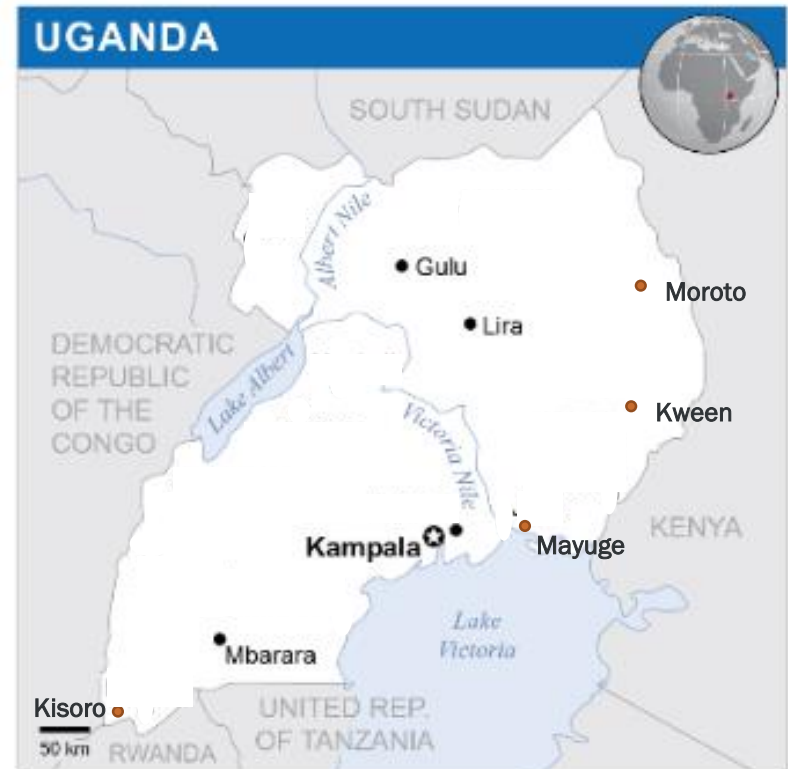 UGANDA
SOUTH SUDAN
Albert Nile
Gulu
Moroto
Lira
DEMOCRATIC
REPUBLIC
OF THE
CONGO
Lake Albert
Kween
Victoria Nile
KENYA
Kampala
Mayuge
Lake
Victoria
Mbarara
Kisoro
UNITED REP.
OF TANZANIA
50 km
RWANDA